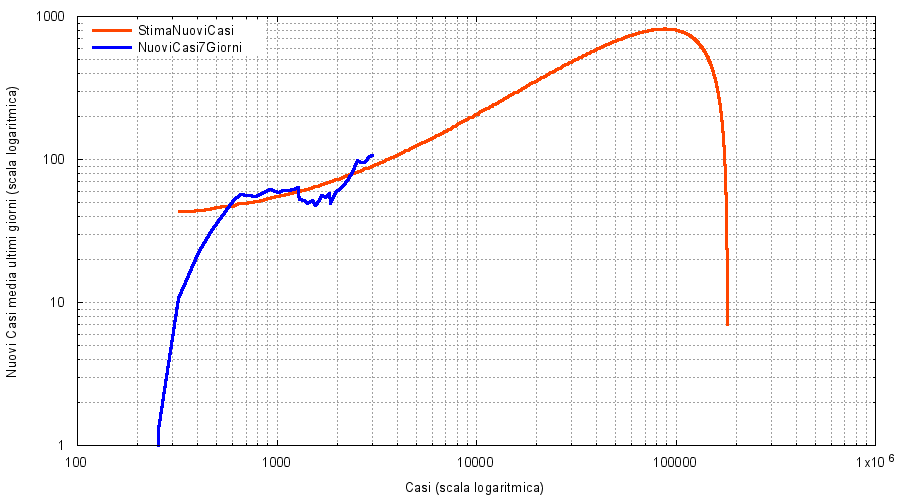 1000
StimaNuoviCasi
NuoviCasi7Giorni
100
10
1
Nuovi Casi media ultimi giorni (scala logaritmica)
100
1000
10000
100000
1x10 6
Casi (scala logaritmica)